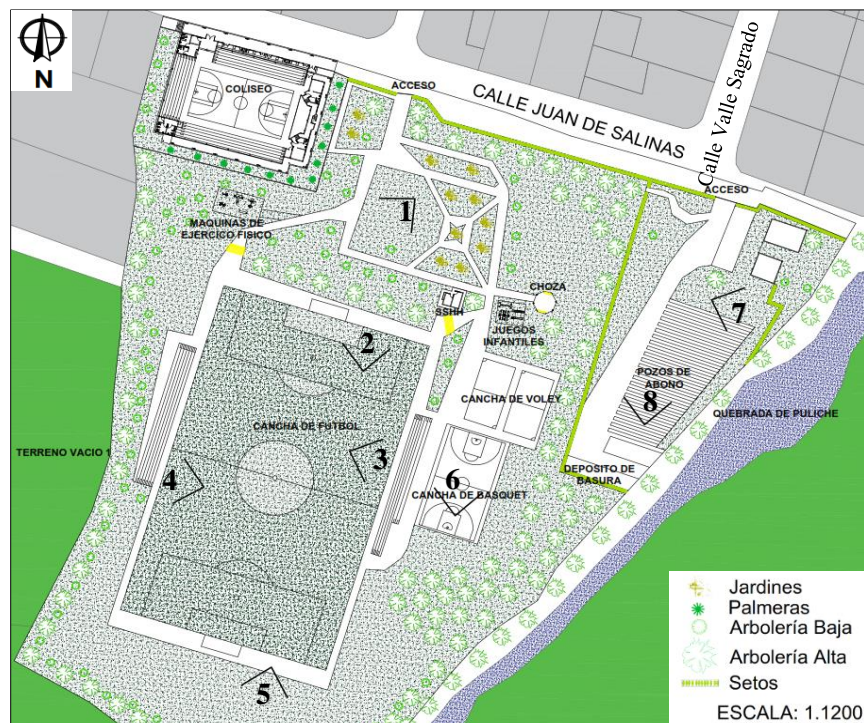 N
COLISEO
ACCESO
CALLE JUAN DE SALINAS
Calle Valle Sagrado
ACCESO
1
MAQUINAS DE
EJERCICO FISICO
CHOZA
SSHH
JUEGOS
INFANTILES
7
2
POZOS DE
ABONO
8
CANCHA DE VOLEY
QUEBRADA DE PULICHE
CANCHA DE FUTBOL
3
TERRENO VACIO 1
4
6
CANCHA DE BASQUET
DEPOSITO DE
BASURA
5
Jardines
Palmeras
Arbolería Baja
Arbolería Alta
Setos
ESCALA: 1.1200